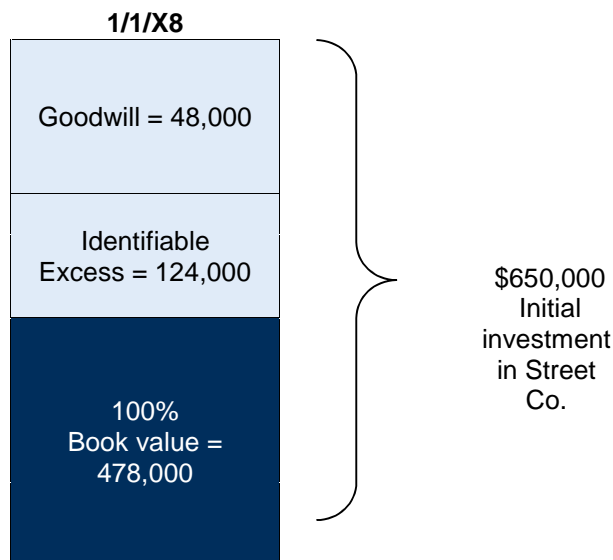 1/1/X8
Goodwill = 48,000
Identifiable
Excess = 124,000
100%
Book value =
478,000
$650,000
Initial
investment
in Street
Co.